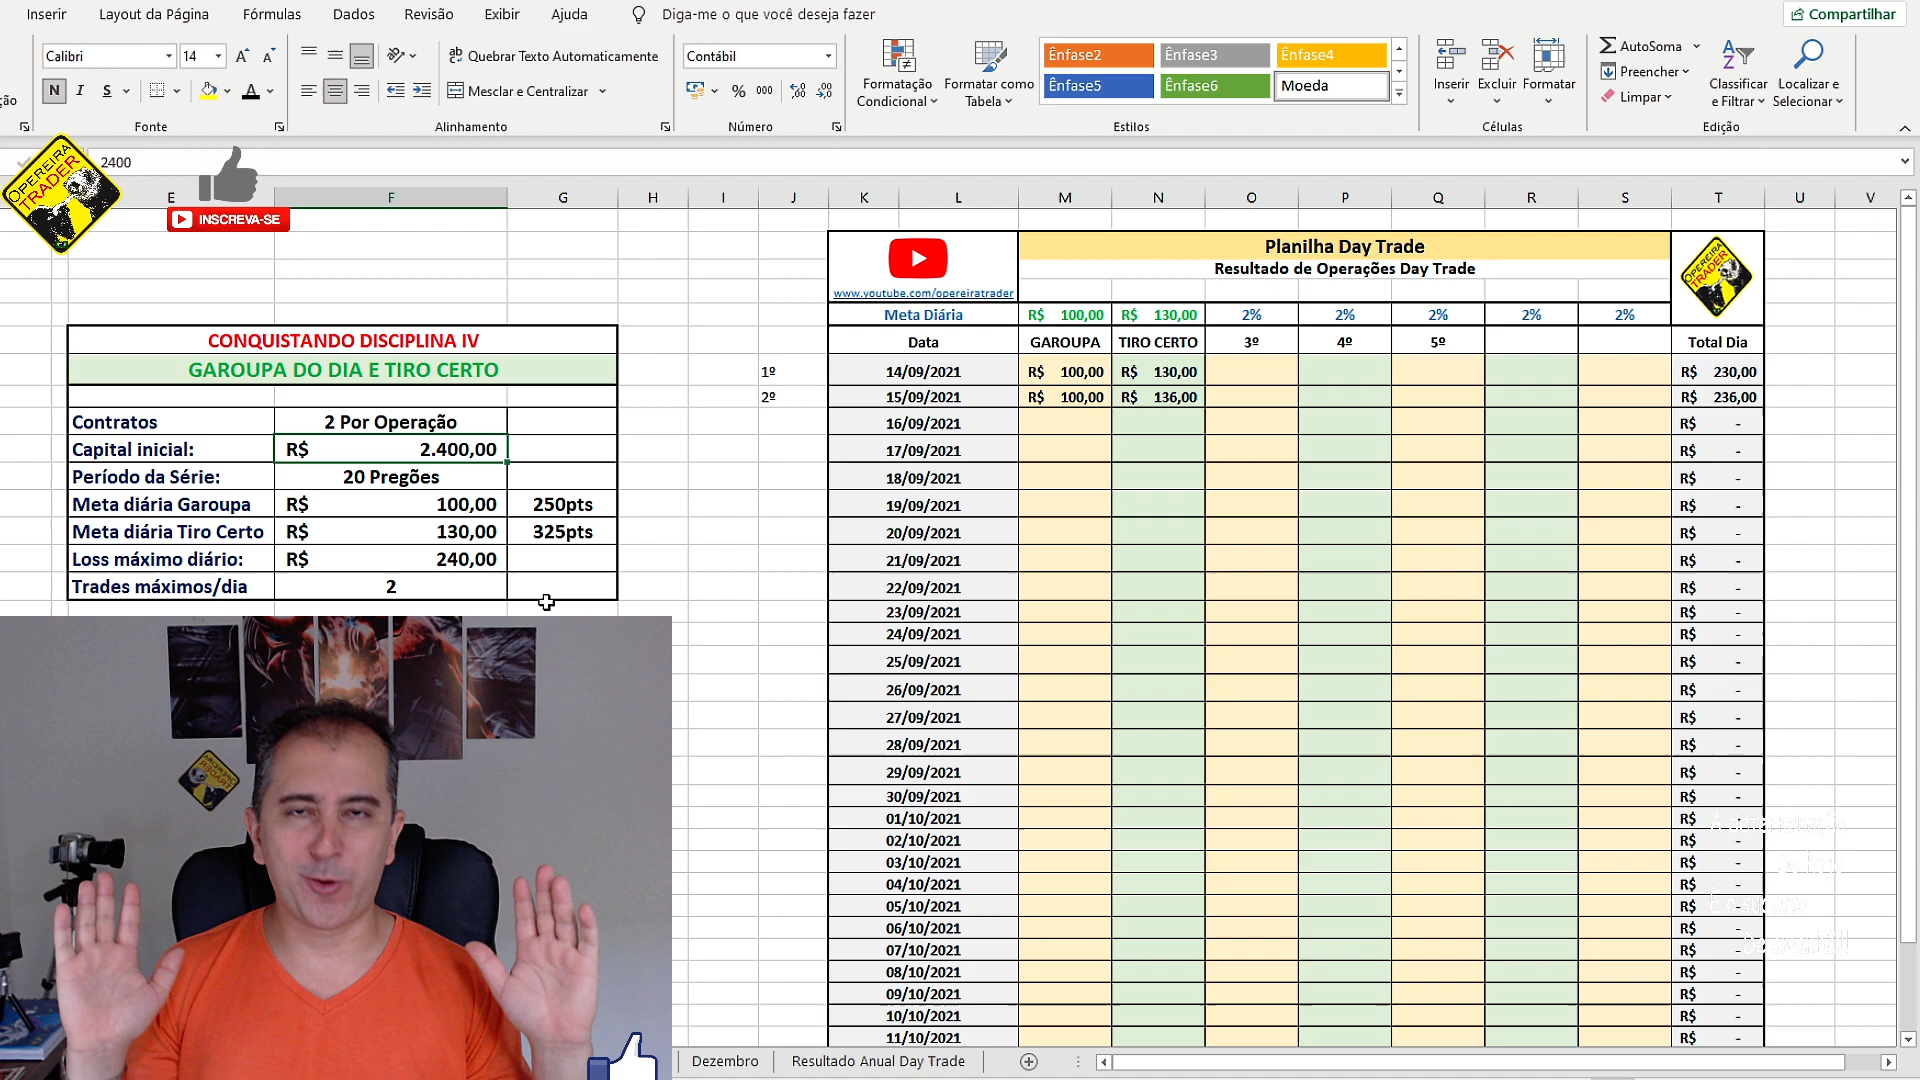 Inserir Layout da Página Fórmulas Dados Revisão Exibir Ajuda Diga-me o que você deseja fazer Compartilhar
Calibri 14 Quebrar Texto Automaticamente Contábil Ênfase2 Ênfase3 Ênfase4 AutoSoma
Preencher
N I S Mesclar e Centralizar % 000 Ênfase5 Ênfase6 Moeda
Formatação Condicional Formatar como Tabela Inserir Excluir Formatar Limpar Classificar e Filtrar Localizar e Selecionar
ção Fonte Alinhamento Número Estilos Células Edição
2400
OPEREIRA TRADER
INSCREVA-SE
E F G H I J K L M N O P Q R S T U V
Planilha Day Trade
Resultado de Operações Day Trade
www.youtube.com/opereiratrader
OPEREIRA TRADER
Meta Diária R$ 100,00 R$ 130,00 2% 2% 2% 2% 2%
Data GAROUPA TIRO CERTO 3º 4º 5º Total Dia
1º 14/09/2021 R$ 100,00 R$ 130,00 R$ 230,00
2º 15/09/2021 R$ 100,00 R$ 136,00 R$ 236,00
16/09/2021 R$ -
17/09/2021 R$ -
18/09/2021 R$ -
19/09/2021 R$ -
20/09/2021 R$ -
21/09/2021 R$ -
22/09/2021 R$ -
23/09/2021 R$ -
24/09/2021 R$ -
25/09/2021 R$ -
26/09/2021 R$ -
27/09/2021 R$ -
28/09/2021 R$ -
29/09/2021 R$ -
30/09/2021 R$ -
01/10/2021 R$ -
02/10/2021 R$ -
03/10/2021 R$ -
04/10/2021 R$ -
05/10/2021 R$ -
06/10/2021 R$ -
07/10/2021 R$ -
08/10/2021 R$ -
09/10/2021 R$ -
10/10/2021 R$ -
11/10/2021 R$ -
CONQUISTANDO DISCIPLINA IV
GAROUPA DO DIA E TIRO CERTO
Contratos 2 Por Operação
Capital inicial: R$ 2.400,00
Período da Série: 20 Pregões
Meta diária Garoupa R$ 100,00 250pts
Meta diária Tiro Certo R$ 130,00 325pts
Loss máximo diário: R$ 240,00
Trades máximos/dia 2
Dezembro Resultado Anual Day Trade